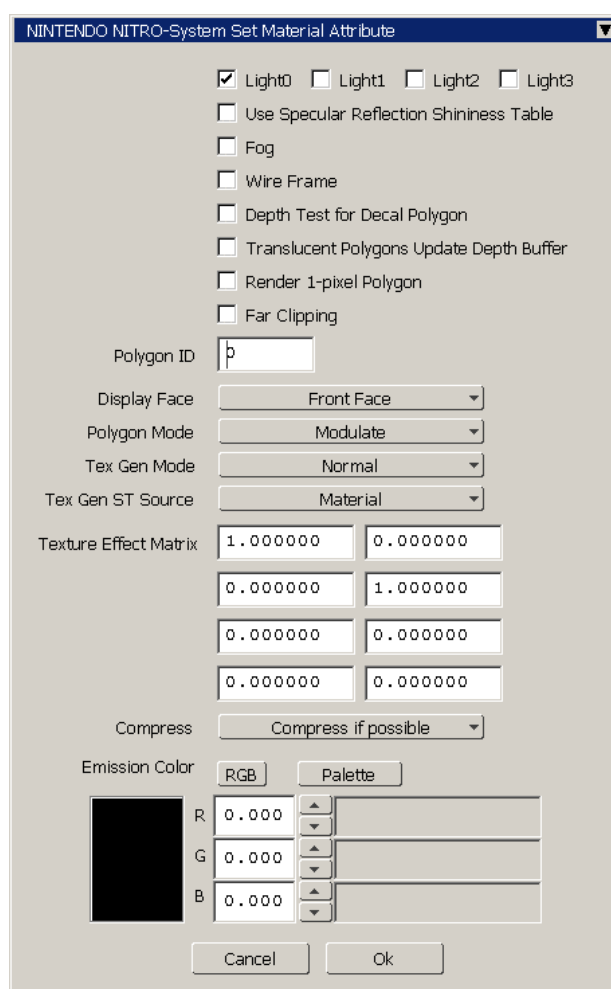 NINTENDO NITRO-System Set Material Attribute
Light0 Light1 Light2 Light3
Use Specular Reflection Shininess Table
Fog
Wire Frame
Depth Test for Decal Polygon
Translucent Polygons Update Depth Buffer
Render 1-pixel Polygon
Far Clipping
Polygon ID 0
Display Face Front Face
Polygon Mode Modulate
Tex Gen Mode Normal
Tex Gen ST Source Material
Texture Effect Matrix 1.000000 0.000000
0.000000 1.000000
0.000000 0.000000
0.000000 0.000000
Compress Compress if possible
Emission Color RGB Palette
R 0.000
G 0.000
B 0.000
Cancel Ok